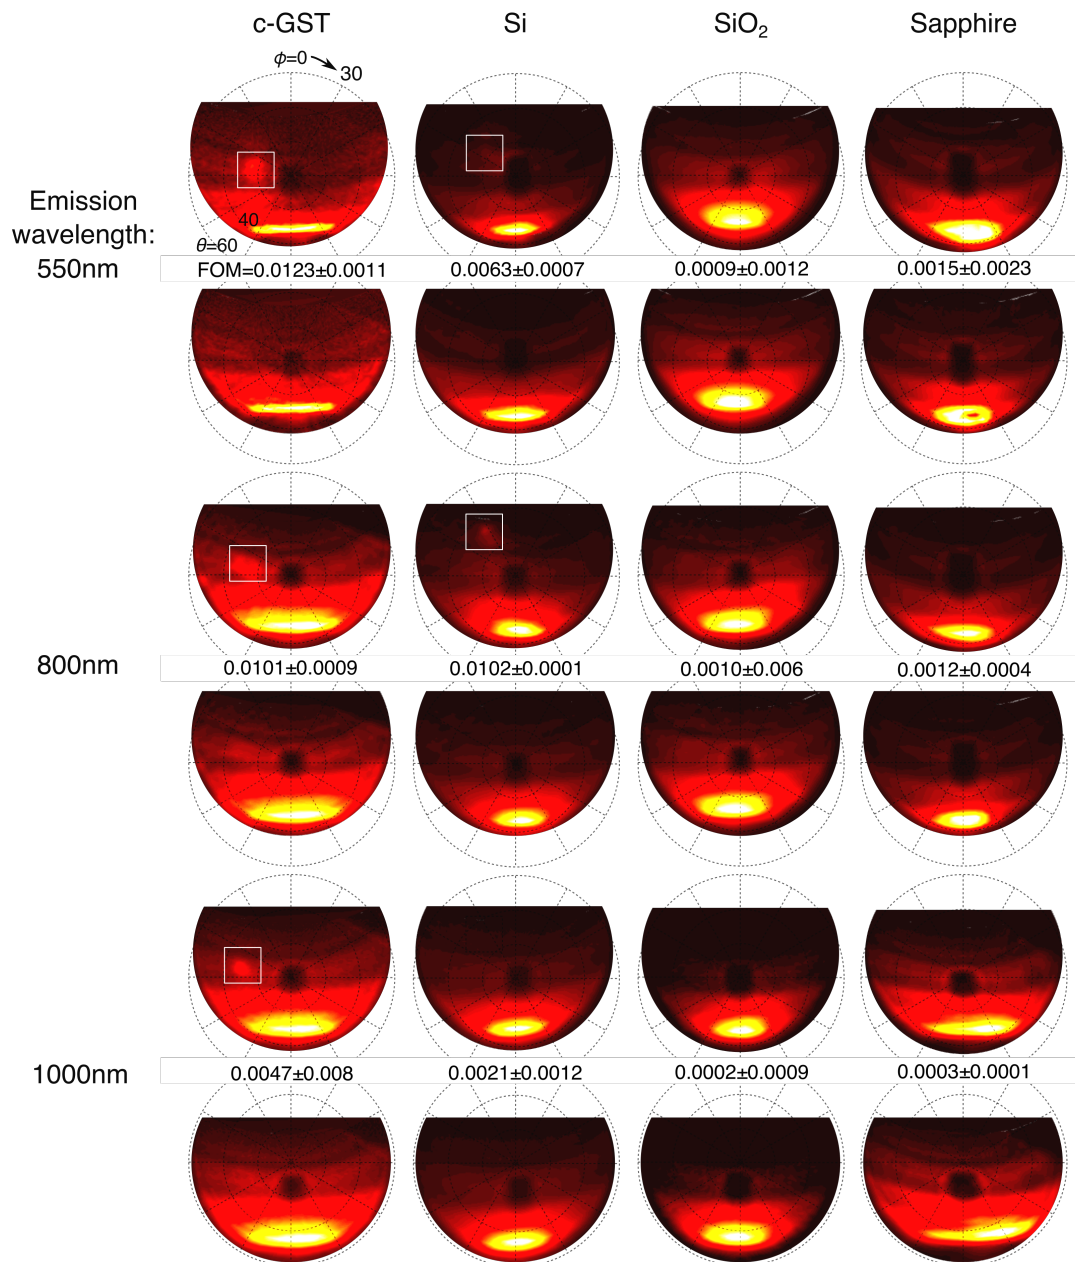 c-GST Si SiO₂ Sapphire
ϕ=0 30
40
θ=60
Emission
wavelength:
550nm
FOM=0.0123±0.0011 0.0063±0.0007 0.0009±0.0012 0.0015±0.0023
800nm
0.0101±0.0009 0.0102±0.0001 0.0010±0.006 0.0012±0.0004
1000nm
0.0047±0.008 0.0021±0.0012 0.0002±0.0009 0.0003±0.0001